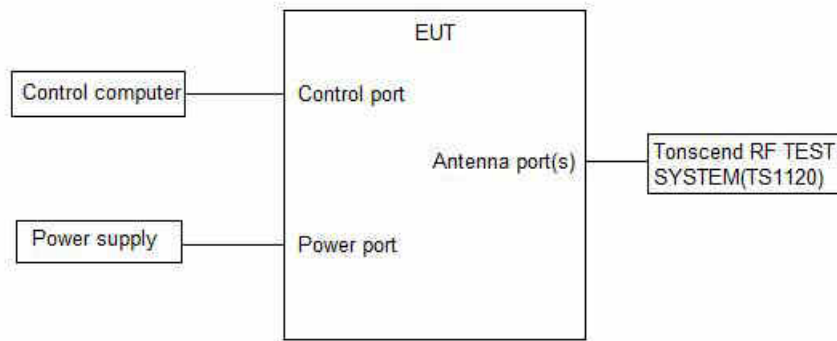 EUT
Control computer
Control port
Antenna port(s)
Tonscend RF TEST
SYSTEM(TS1120)
Power supply
Power port